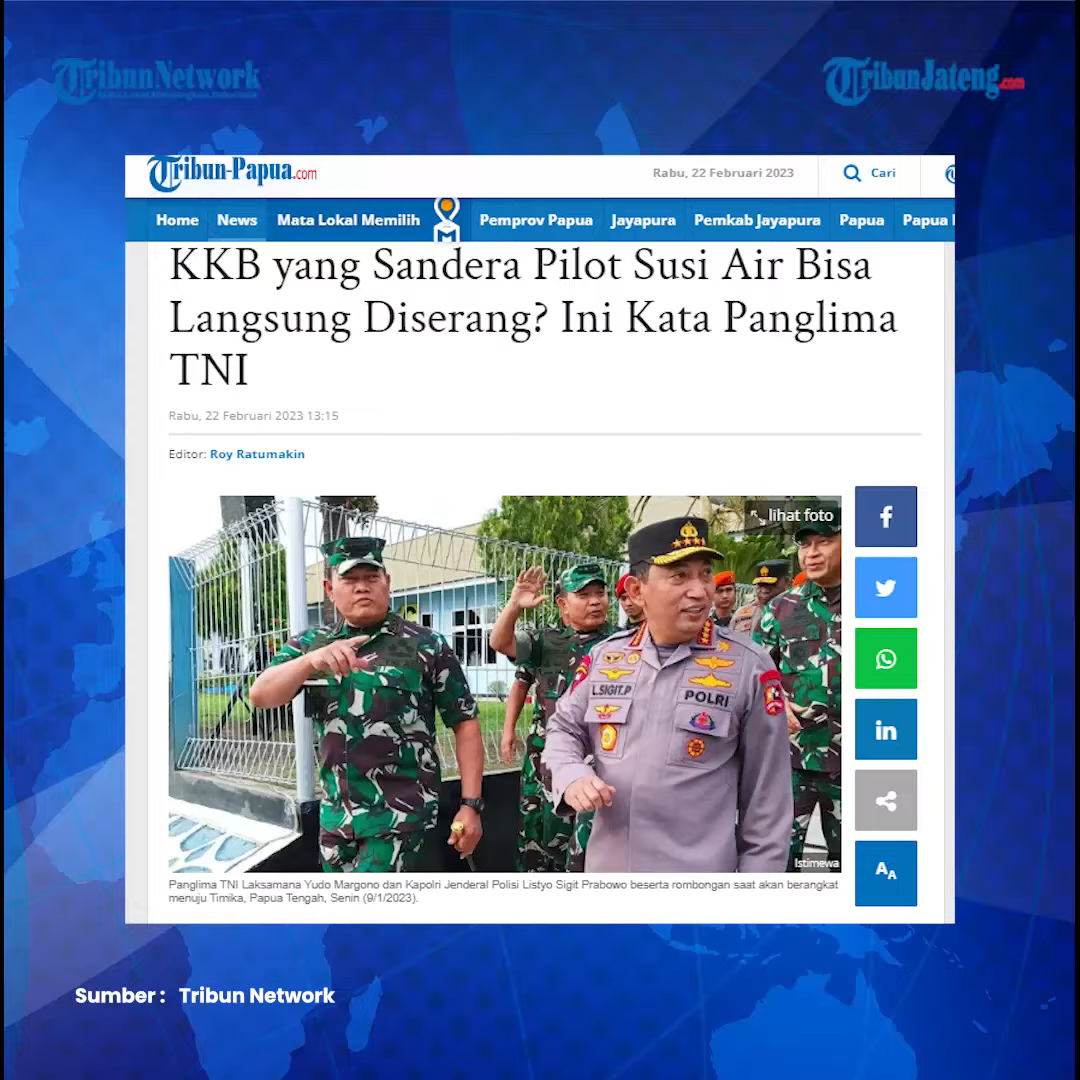 TribunNetwork
TribunJateng.com
Tribun-Papua.com
Rabu, 22 Februari 2023
Cari
Home News Mata Lokal Memilih Pemprov Papua Jayapura Pemkab Jayapura Papua Papua
KKB yang Sandera Pilot Susi Air Bisa
Langsung Diserang? Ini Kata Panglima
TNI
Rabu, 22 Februari 2023 13:15
Editor: Roy Ratumakin
lihat foto
L.SIGIT.P
POLRI
Istimewa
AA
Panglima TNI Laksamana Yudo Margono dan Kapolri Jenderal Polisi Listyo Sigit Prabowo beserta rombongan saat akan berangkat
menuju Timika, Papua Tengah, Senin (9/1/2023).
Sumber : Tribun Network